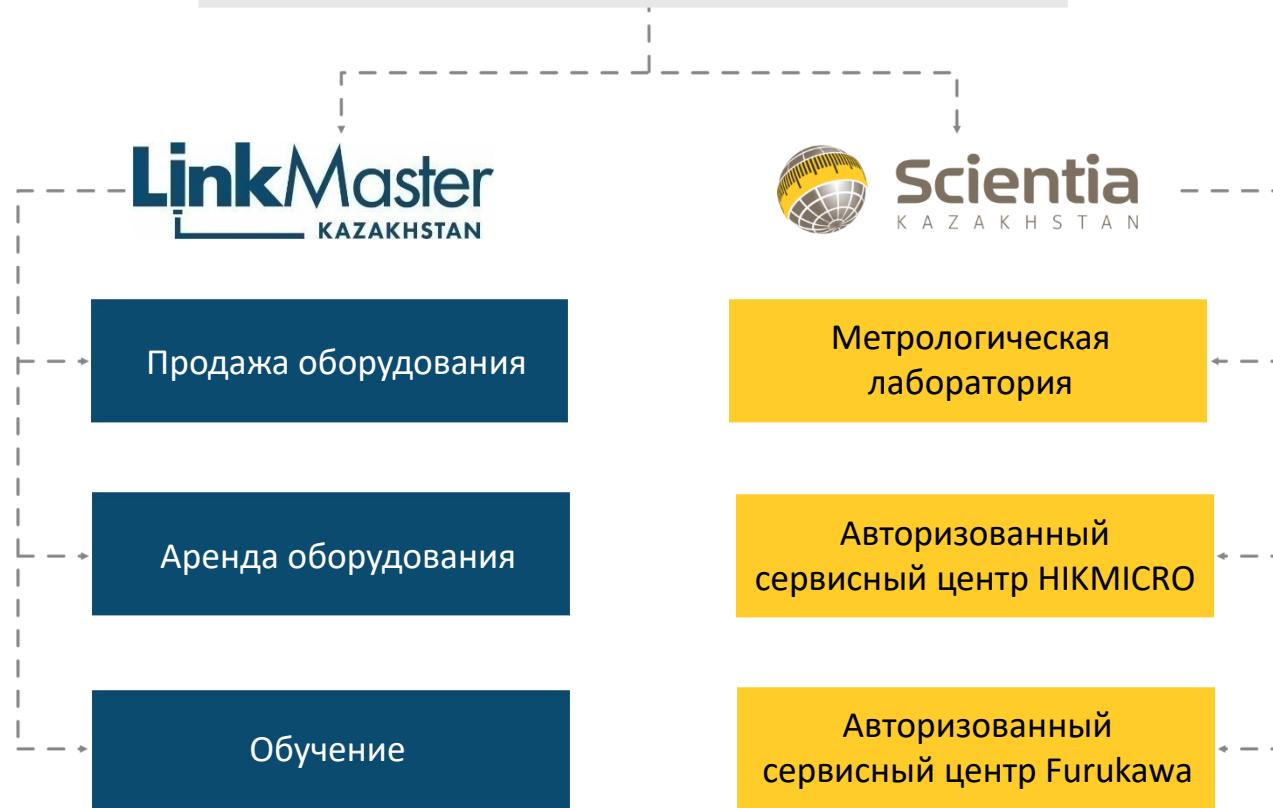 LinkMaster
KAZAKHSTAN
Scientia
KAZAKHSTAN
Продажа оборудования
Метрологическая
лаборатория
Аренда оборудования
Авторизованный
сервисный центр HIKMICRO
Обучение
Авторизованный
сервисный центр Furukawa